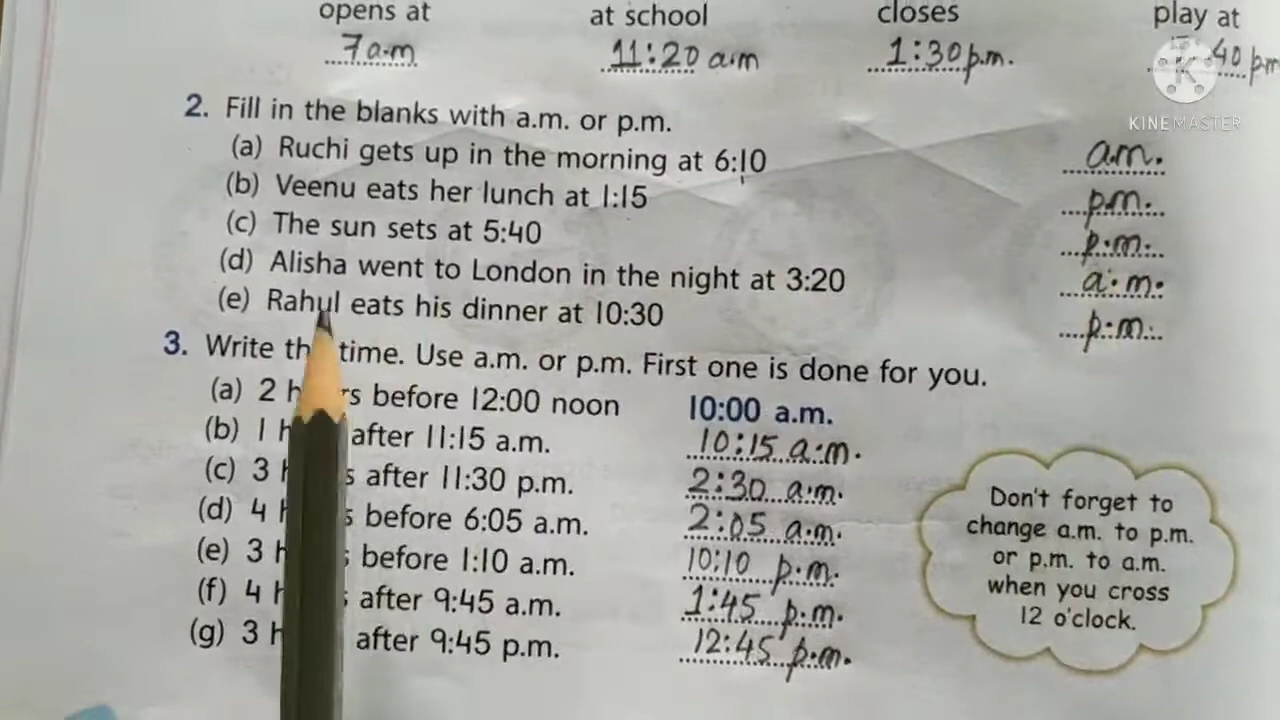 opens at at school closes play at
7 a.m 11:20 a.m 1:30 p.m. 40 pm
KINEMASTER
2. Fill in the blanks with a.m. or p.m.
(a) Ruchi gets up in the morning at 6:10 a.m.
(b) Veenu eats her lunch at 1:15 p.m.
(c) The sun sets at 5:40 p.m.
(d) Alisha went to London in the night at 3:20 a.m.
(e) Rahul eats his dinner at 10:30 p.m.
3. Write the time. Use a.m. or p.m. First one is done for you.
(a) 2 h rs before 12:00 noon 10:00 a.m.
(b) 1 h after 11:15 a.m. 10:15 a.m.
(c) 3 h s after 11:30 p.m. 2:30 a.m.
(d) 4 h s before 6:05 a.m. 2:05 a.m.
(e) 3 h s before 1:10 a.m. 10:10 p.m.
(f) 4 h s after 9:45 a.m. 1:45 p.m.
(g) 3 h after 9:45 p.m. 12:45 p.m.
Don't forget to
change a.m. to p.m.
or p.m. to a.m.
when you cross
12 o'clock.